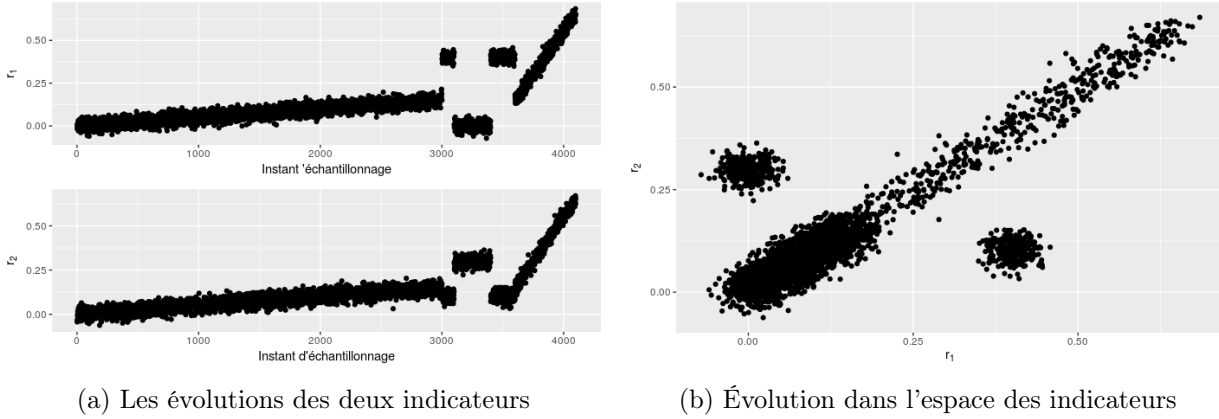 0.50
0.25
0.00
r1
0
1000
2000
3000
4000
Instant 'échantillonnage
0.50
0.25
0.00
r2
0
1000
2000
3000
4000
Instant d'échantillonnage
(a) Les évolutions des deux indicateurs
0.50
0.25
0.00
r2
0.00
0.25
0.50
r1
(b) Évolution dans l'espace des indicateurs